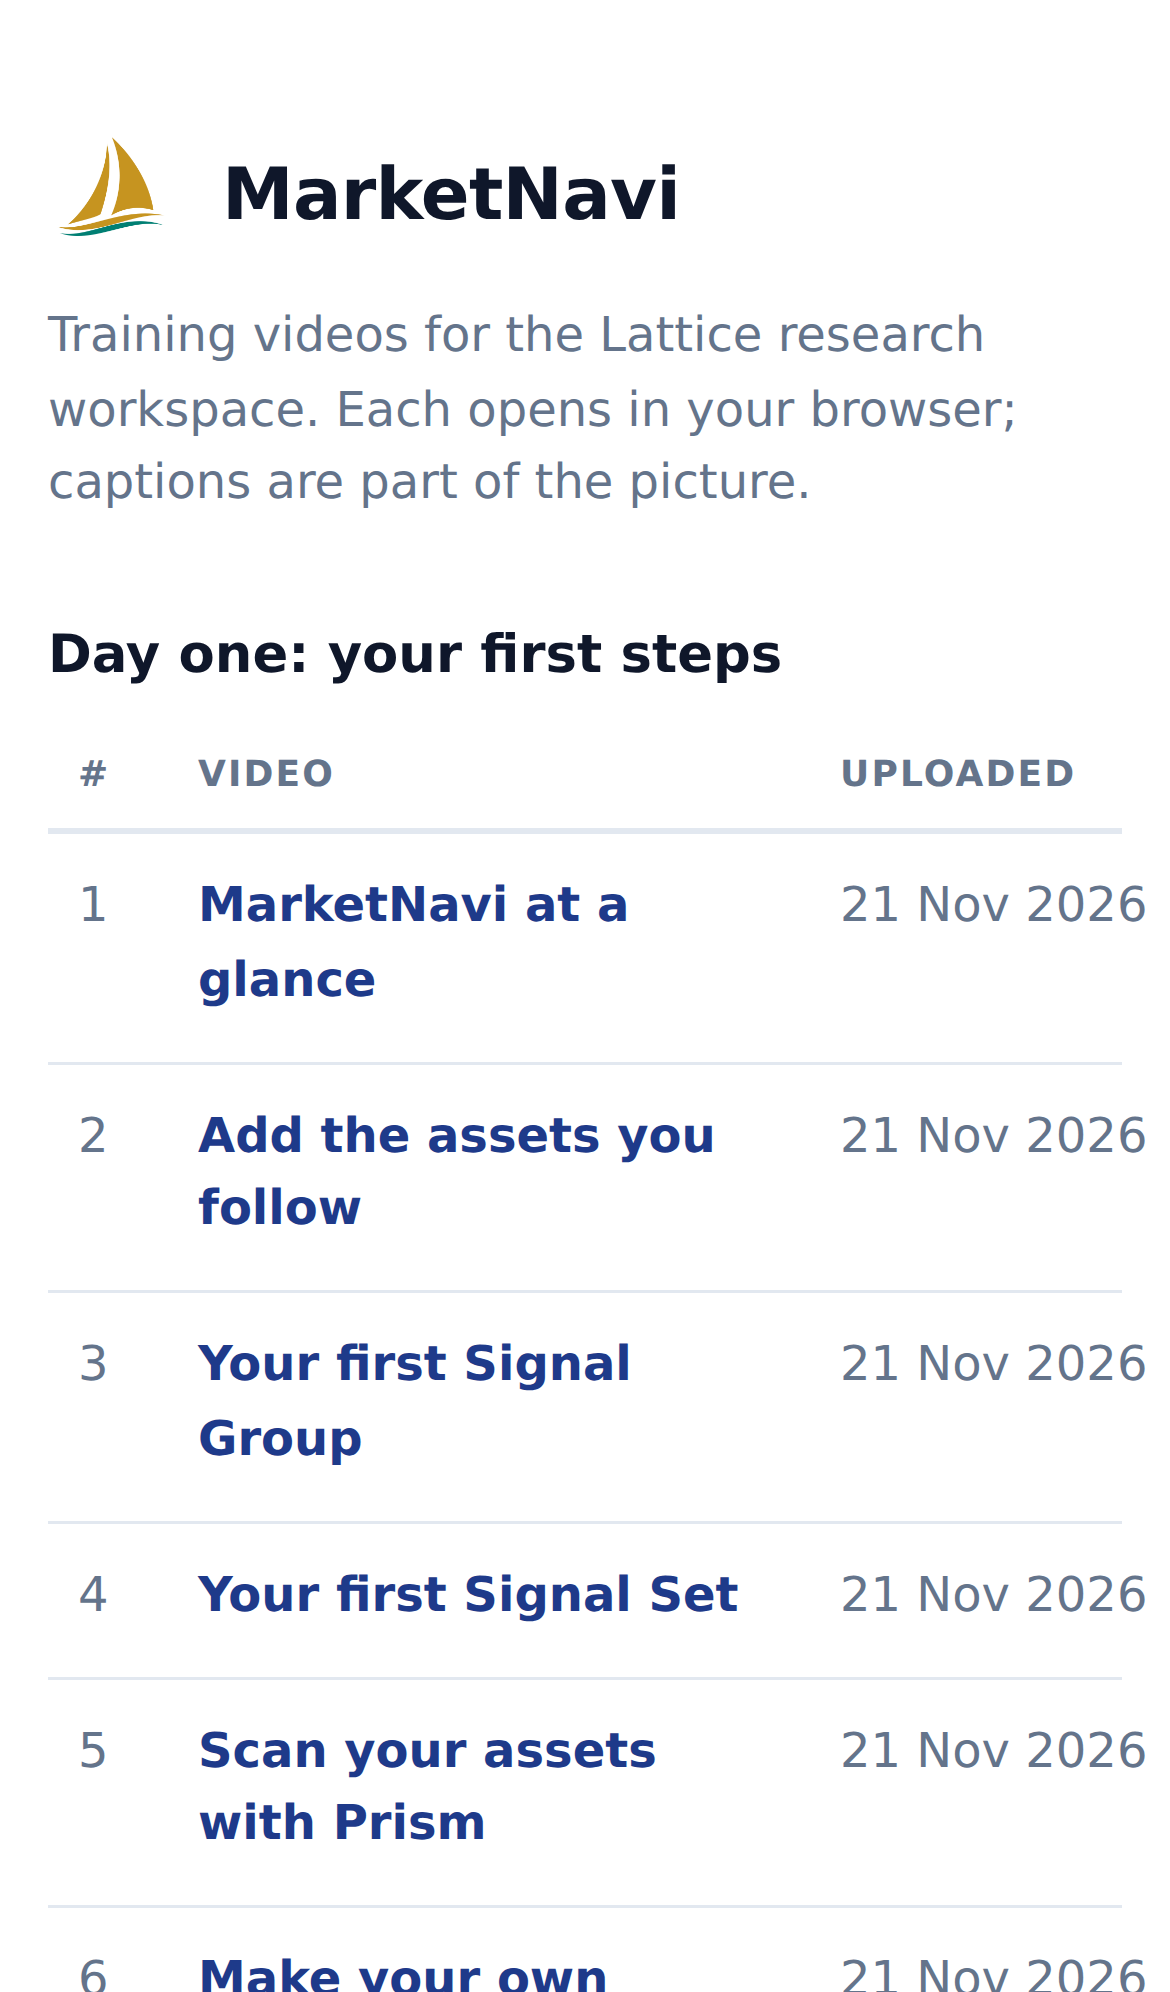 MarketNavi
Training videos for the Lattice research
workspace. Each opens in your browser;
captions are part of the picture.
Day one: your first steps
# VIDEO UPLOADED
1 MarketNavi at a 21 Nov 2026
glance
2 Add the assets you 21 Nov 2026
follow
3 Your first Signal 21 Nov 2026
Group
4 Your first Signal Set 21 Nov 2026
5 Scan your assets 21 Nov 2026
with Prism
6 Make your own 21 Nov 2026